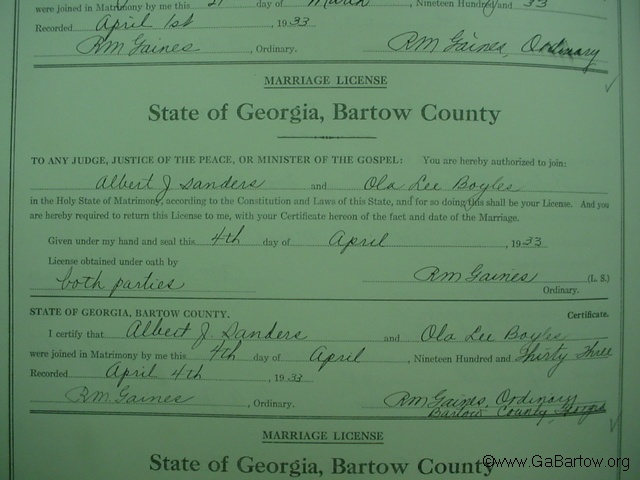 were joined in Matrimony by me this 21 day of March , Nineteen Hundred and 33
Recorded April 1st , 1933
RM Gaines , Ordinary. RM Gaines, Ordinary
MARRIAGE LICENSE
State of Georgia, Bartow County
TO ANY JUDGE, JUSTICE OF THE PEACE, OR MINISTER OF THE GOSPEL: You are hereby authorized to join:
Albert J Sanders and Ola Lee Boyles
in the Holy State of Matrimony, according to the Constitution and Laws of this State, and for so doing this shall be your License. And you
are hereby required to return this License to me, with your Certificate hereon of the fact and date of the Marriage.
Given under my hand and seal this 4th day of April , 1933
License obtained under oath by
both parties RM Gaines (L. S.)
Ordinary.
STATE OF GEORGIA, BARTOW COUNTY. Certificate.
I certify that Albert J. Sanders and Ola Lee Boyles
were joined in Matrimony by me this 4th day of April , Nineteen Hundred and Thirty Three
Recorded April 4th , 1933
RM. Gaines , Ordinary. RM Gaines, Ordinary
Bartow County Georgia
MARRIAGE LICENSE
State of Georgia, Bartow County
©www.GaBartow.org